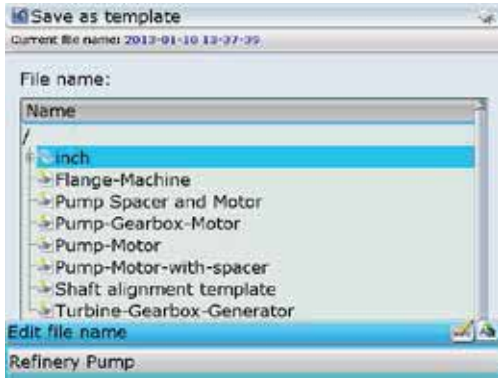 Save as template
Current file name: 2013-01-10 13-37-39
File name:
Name
/
inch
Flange-Machine
Pump Spacer and Motor
Pump-Gearbox-Motor
Pump-Motor
Pump-Motor-with-spacer
Shaft alignment template
Turbine-Gearbox-Generator
Edit file name
Refinery Pump